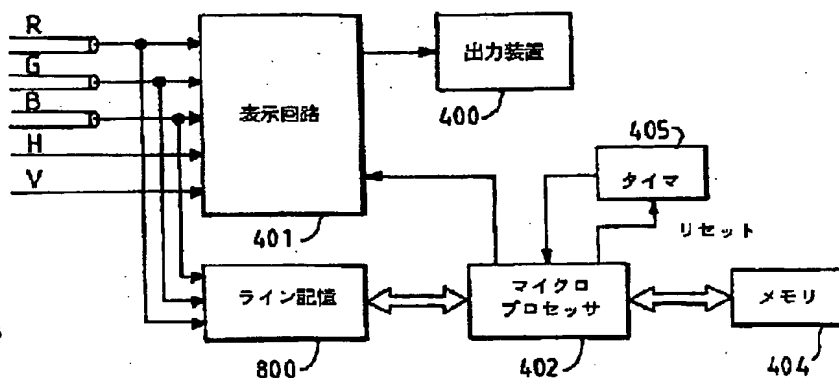 R
G
B
H
V
表示回路
401
出力装置
400
405
タイマ
リセット
ライン記憶
800
マイクロ
プロセッサ
402
メモリ
404